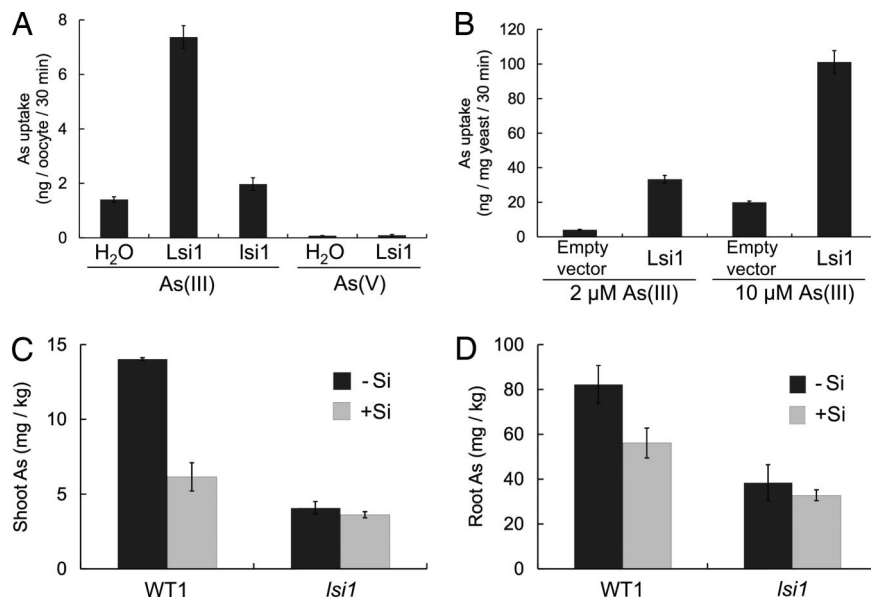 A
As uptake
(ng / oocyte / 30 min)
8
6
4
2
0
H2O
Lsi1
lsi1
H2O
Lsi1
As(III)
As(V)
B
As uptake
(ng / mg yeast / 30 min)
120
100
80
60
40
20
0
Empty
vector
Lsi1
Empty
vector
Lsi1
2 µM As(III)
10 µM As(III)
C
Shoot As (mg / kg)
15
10
5
0
- Si
+Si
WT1
lsi1
D
Root As (mg / kg)
100
80
60
40
20
0
- Si
+Si
WT1
lsi1